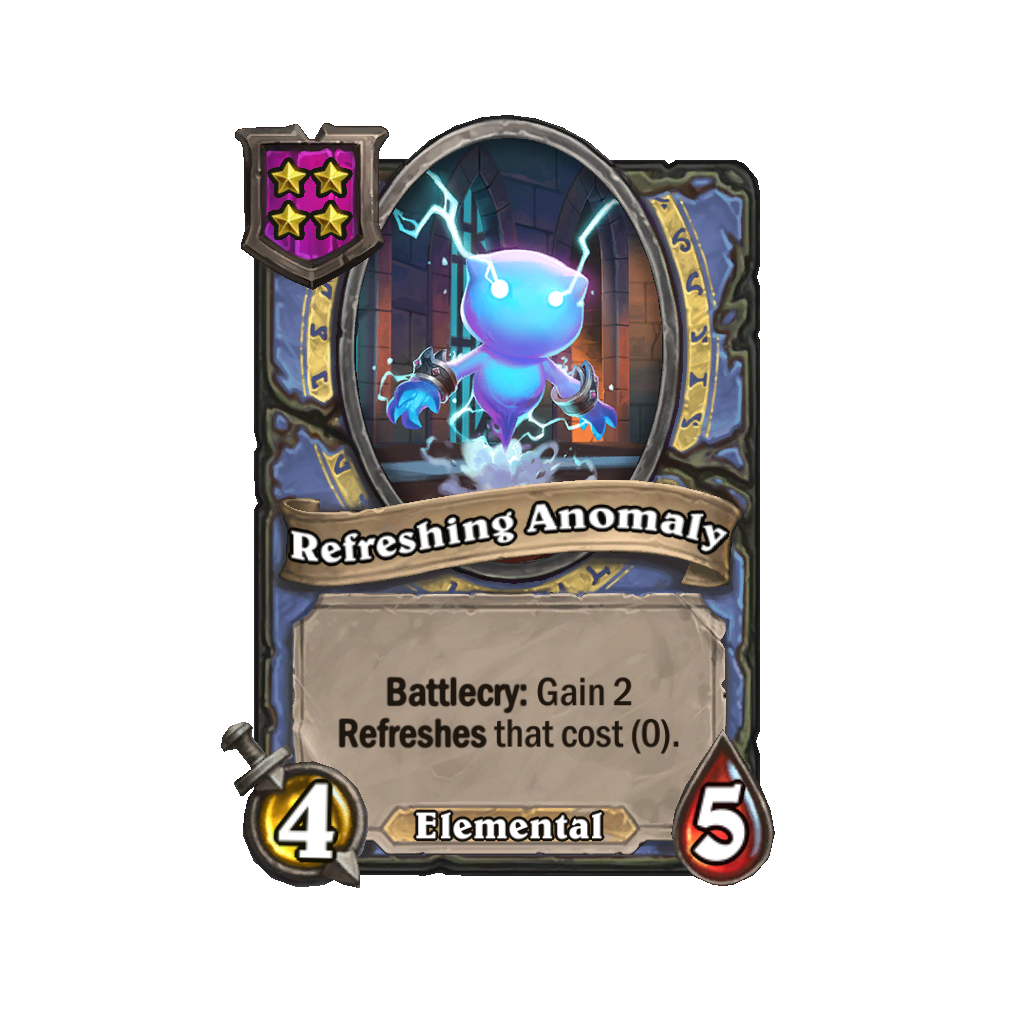 Refreshing Anomaly
Battlecry: Gain 2
Refreshes that cost (0).
4
Elemental
5